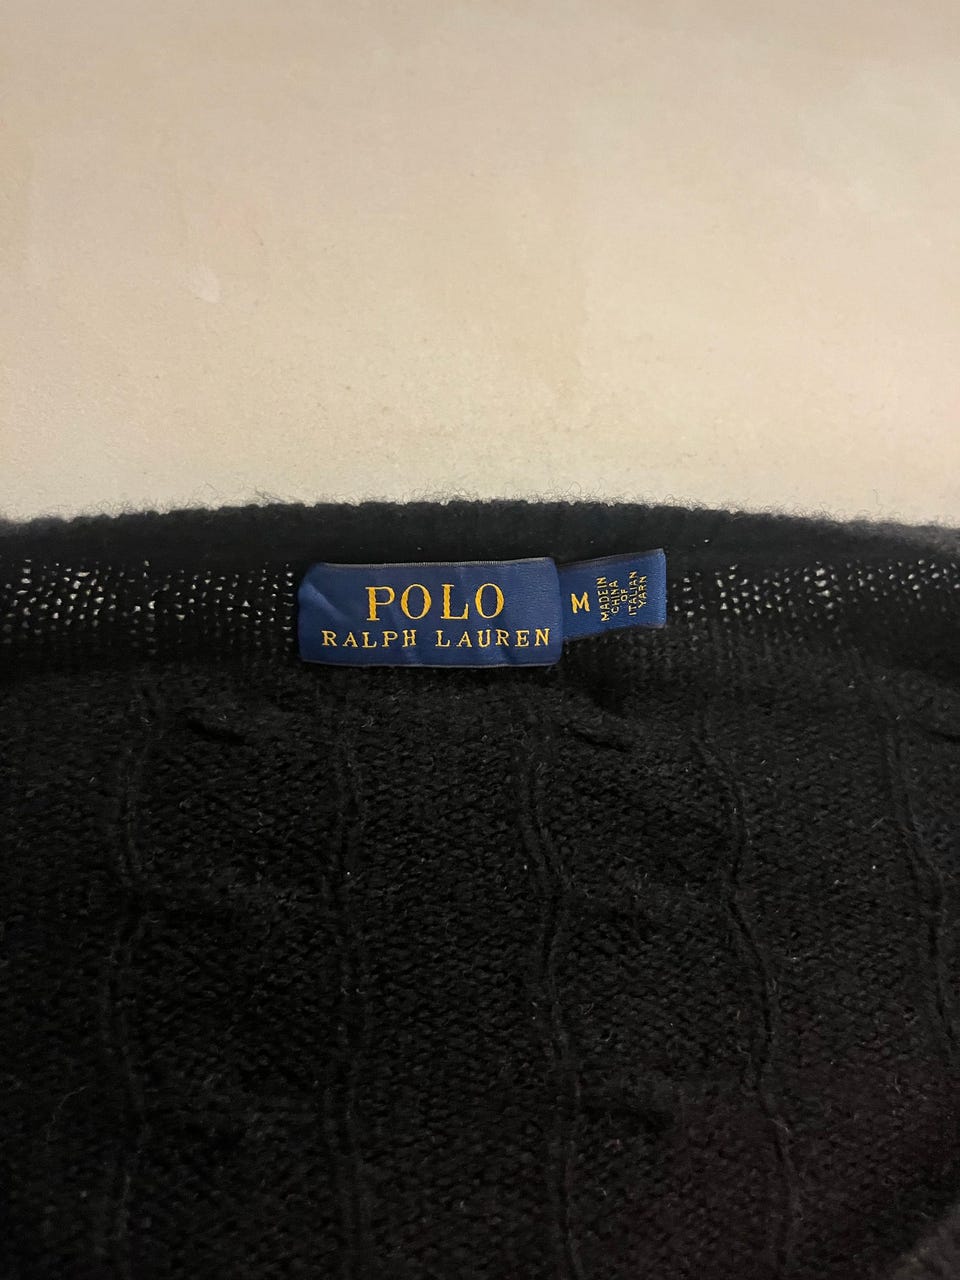 POLO
RALPH LAUREN
M
MADE IN
CHINA
OF
ITALIAN
YARN